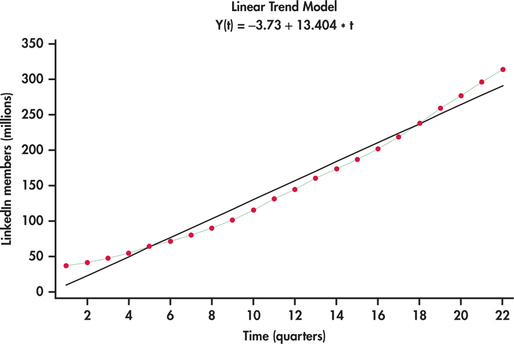 Linear Trend Model
Y(t) = –3.73 + 13.404 * t
350
300
250
200
150
100
50
0
LinkedIn members (millions)
2 4 6 8 10 12 14 16 18 20 22
Time (quarters)